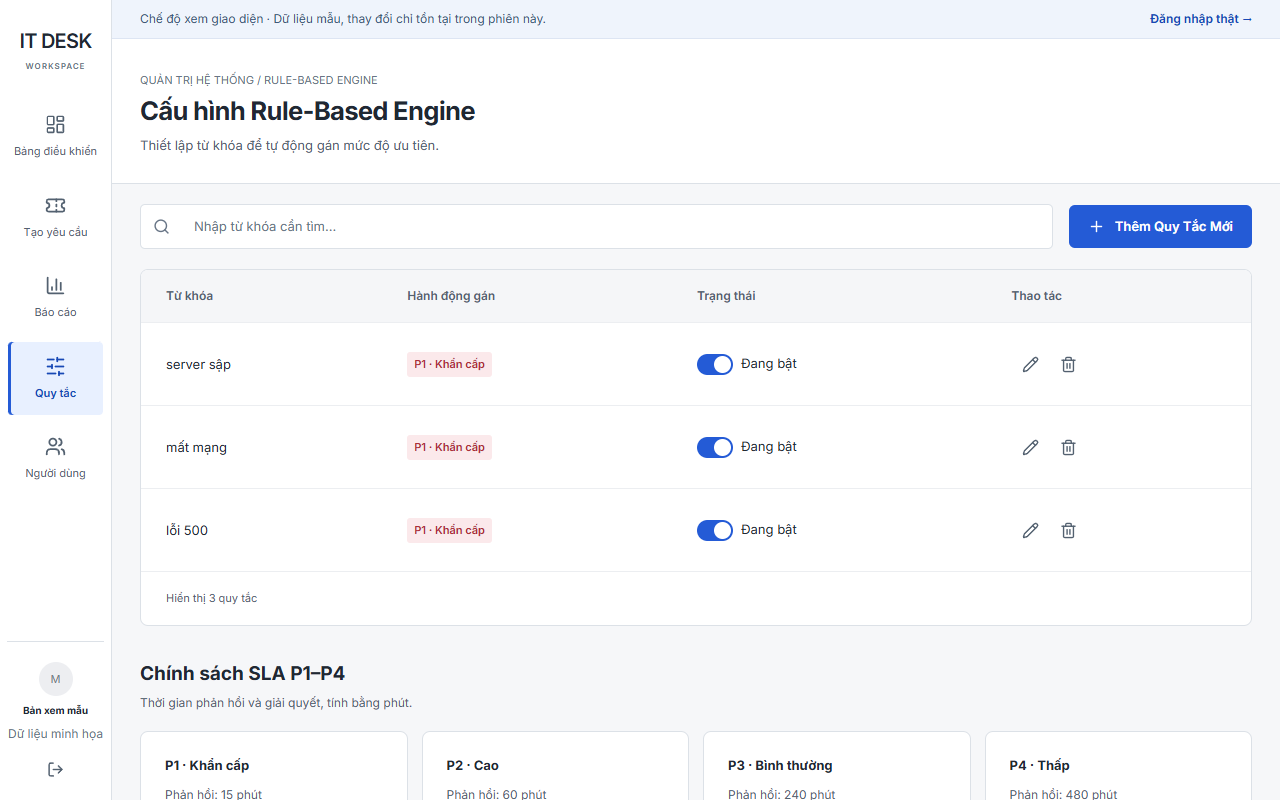 Chế độ xem giao diện · Dữ liệu mẫu, thay đổi chỉ tồn tại trong phiên này.
Đăng nhập thật →
IT DESK
WORKSPACE
Bảng điều khiển
Tạo yêu cầu
Báo cáo
Quy tắc
Người dùng
M
Bản xem mẫu
Dữ liệu minh họa
QUẢN TRỊ HỆ THỐNG / RULE-BASED ENGINE
Cấu hình Rule-Based Engine
Thiết lập từ khóa để tự động gán mức độ ưu tiên.
Nhập từ khóa cần tìm...
Thêm Quy Tắc Mới
Từ khóa Hành động gán Trạng thái Thao tác
server sập P1 · Khẩn cấp Đang bật
mất mạng P1 · Khẩn cấp Đang bật
lỗi 500 P1 · Khẩn cấp Đang bật
Hiển thị 3 quy tắc
Chính sách SLA P1–P4
Thời gian phản hồi và giải quyết, tính bằng phút.
P1 · Khẩn cấp
Phản hồi: 15 phút
P2 · Cao
Phản hồi: 60 phút
P3 · Bình thường
Phản hồi: 240 phút
P4 · Thấp
Phản hồi: 480 phút